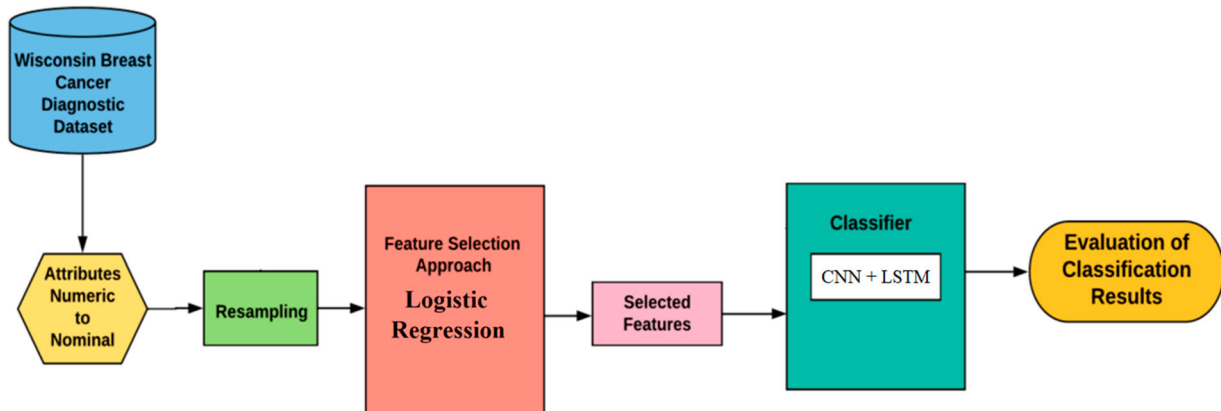 Wisconsin Breast
Cancer
Diagnostic
Dataset
Attributes
Numeric
to
Nominal
Resampling
Feature Selection
Approach
Logistic
Regression
Selected
Features
Classifier
CNN + LSTM
Evaluation of
Classification
Results